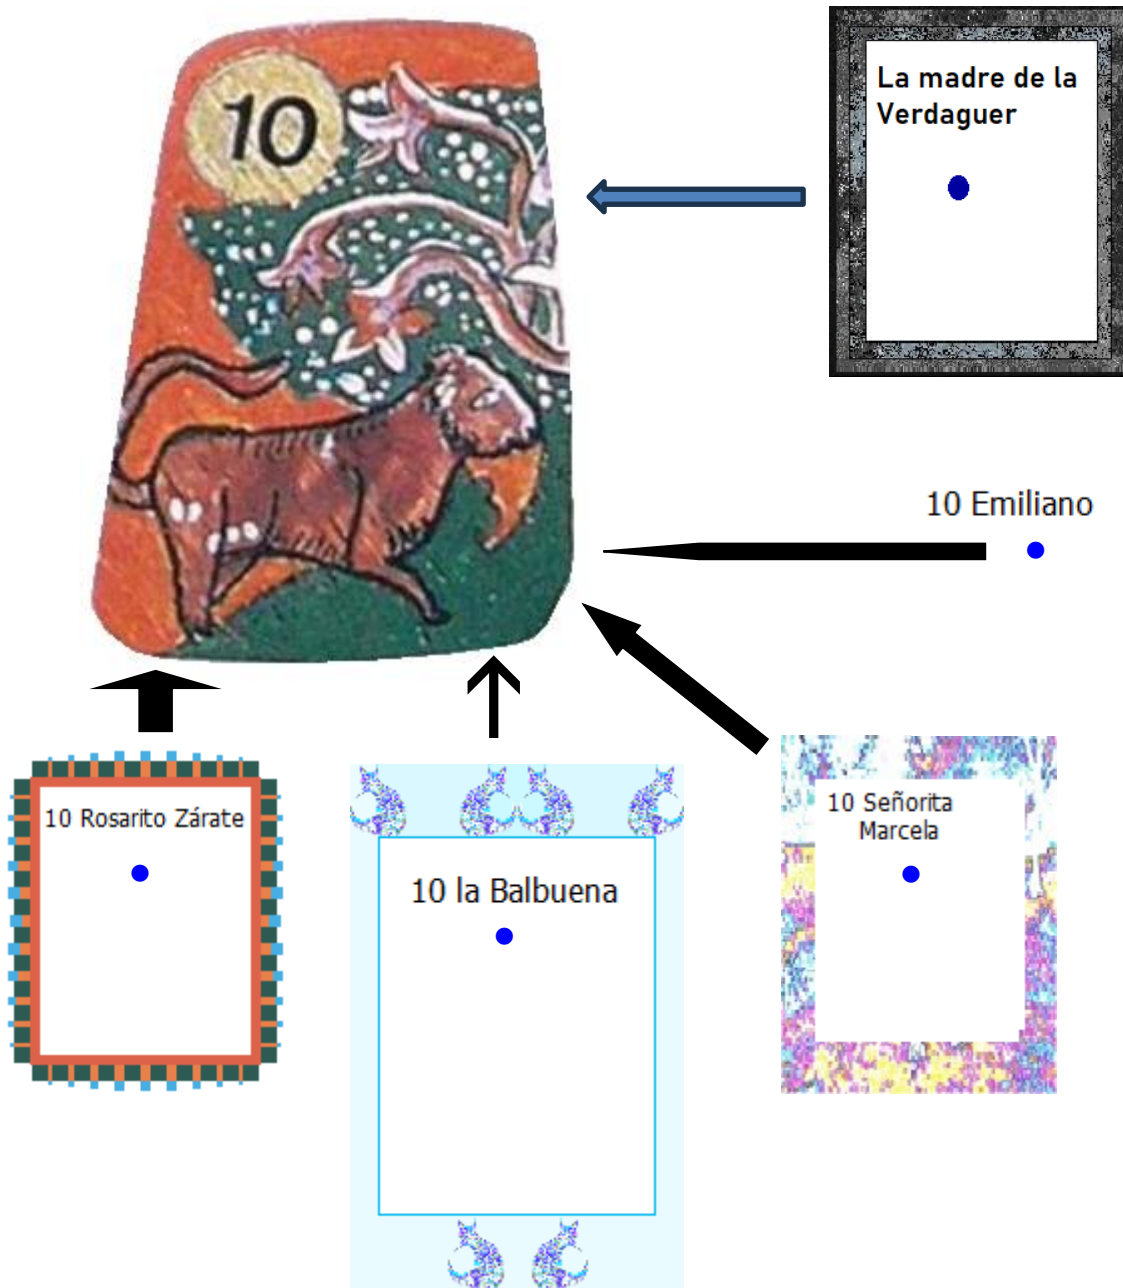 10
La madre de la
Verdaguer
10 Emiliano
10 Rosarito Zárate
10 la Balbuena
10 Señorita
Marcela